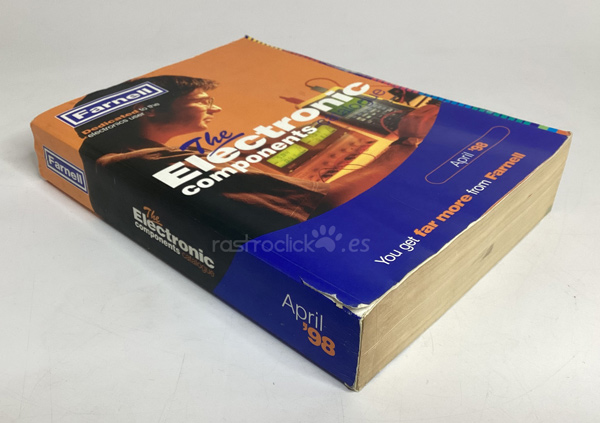 Farnell
Dedicated to the
electronics user
The
Electronic
components
April '98
You get far more from Farnell
Farnell
The
Electronic
components
catalogue
April
'98
rastroclick.es